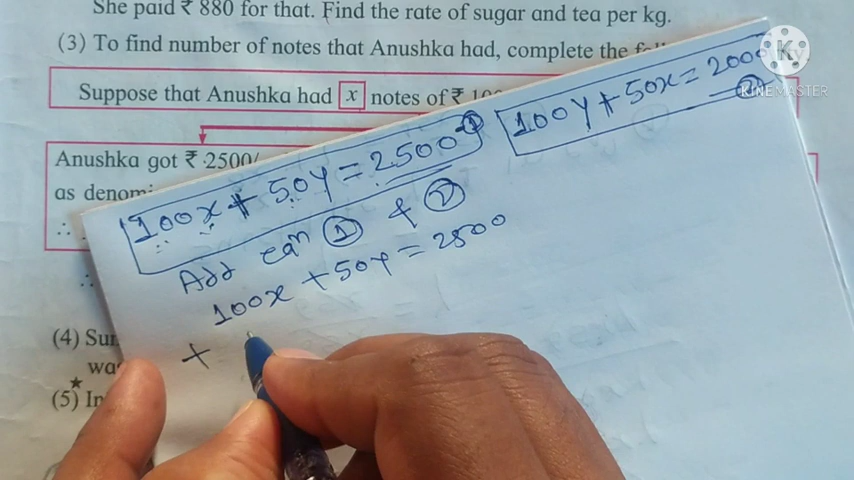 She paid ₹ 880 for that. Find the rate of sugar and tea per kg.
(3) To find number of notes that Anushka had, complete the
Suppose that Anushka had x notes of ₹
Anushka got ₹ 2500/
as denomi
∴
∴
100x + 50y = 2500 ①
100y + 50x = 2000 ②
Add eqn ① & ②
100x + 50y = 2500
+
(4)
(5) In
KINEMASTER